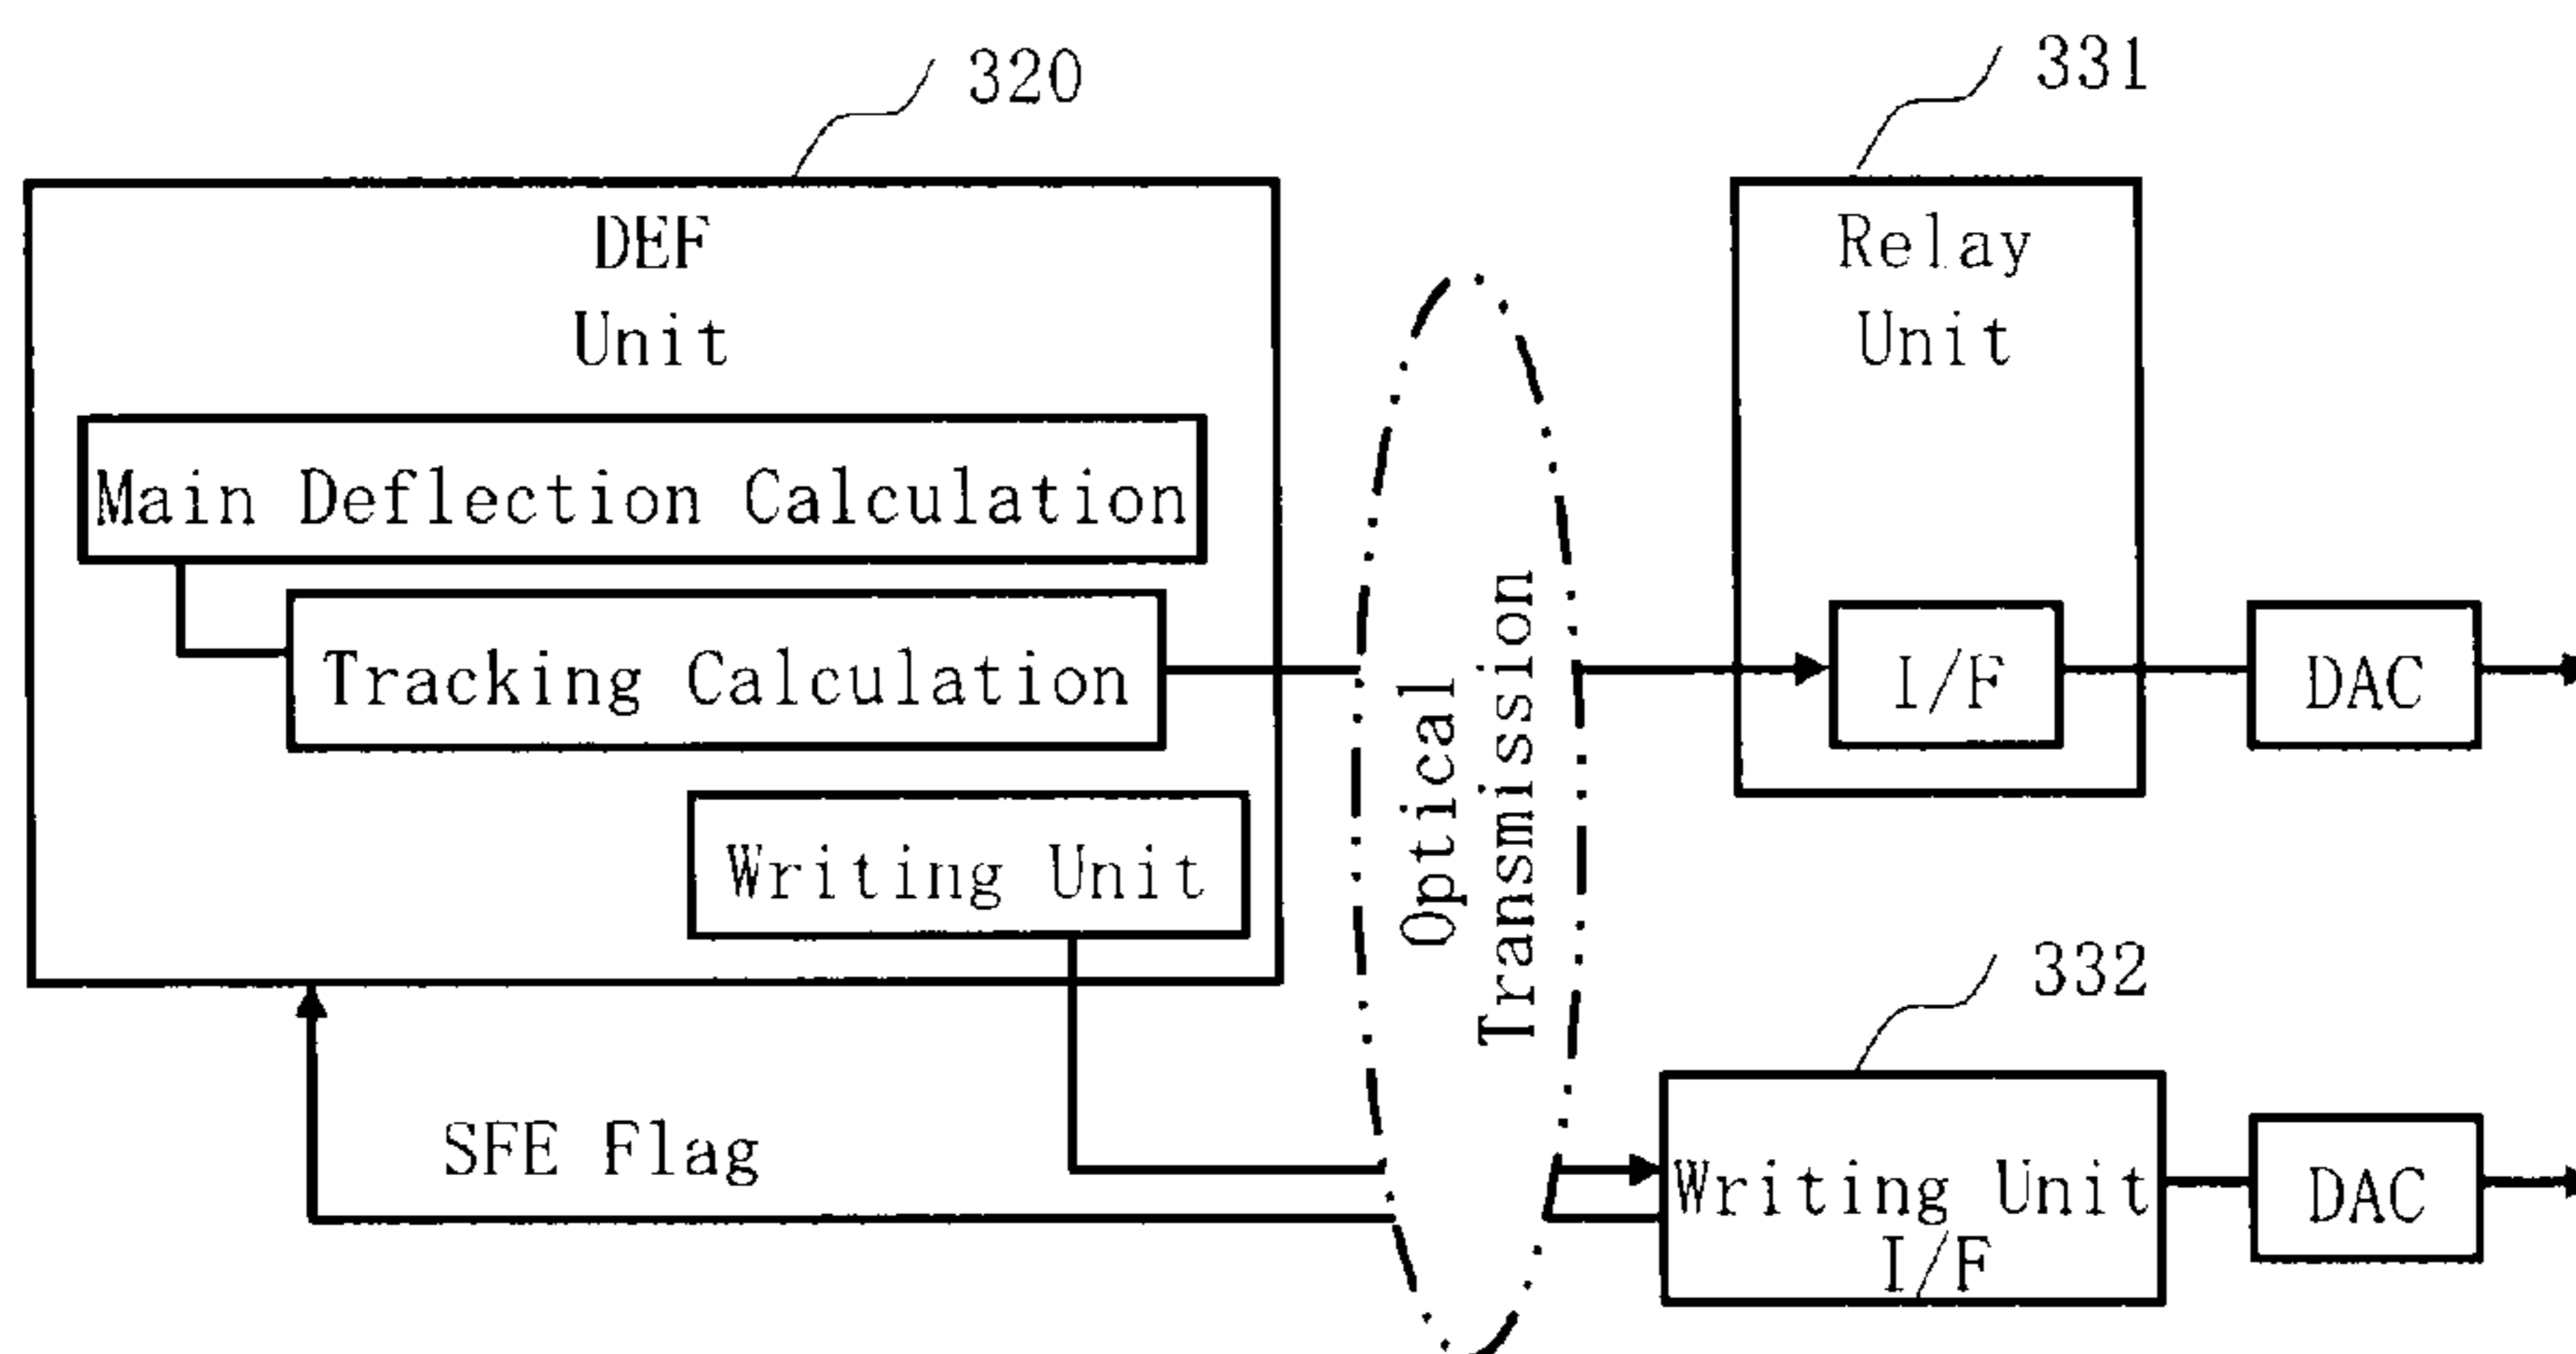 320
DEF
Unit
Main Deflection Calculation
Tracking Calculation
Writing Unit
SFE Flag
Optical
Transmission
331
Relay
Unit
I/F
DAC
332
Writing Unit
I/F
DAC